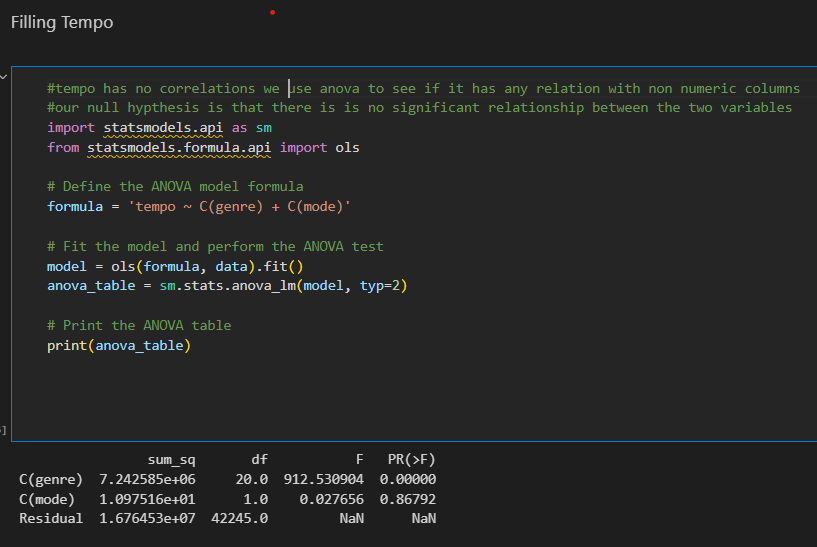 Filling Tempo
#tempo has no correlations we use anova to see if it has any relation with non numeric columns
#our null hypthesis is that there is is no significant relationship between the two variables
import statsmodels.api as sm
from statsmodels.formula.api import ols
# Define the ANOVA model formula
formula = 'tempo ~ C(genre) + C(mode)'
# Fit the model and perform the ANOVA test
model = ols(formula, data).fit()
anova_table = sm.stats.anova_lm(model, typ=2)
# Print the ANOVA table
print(anova_table)
]
sum_sq df F PR(>F)
C(genre) 7.242585e+06 20.0 912.530904 0.00000
C(mode) 1.097516e+01 1.0 0.027656 0.86792
Residual 1.676453e+07 42245.0 NaN NaN